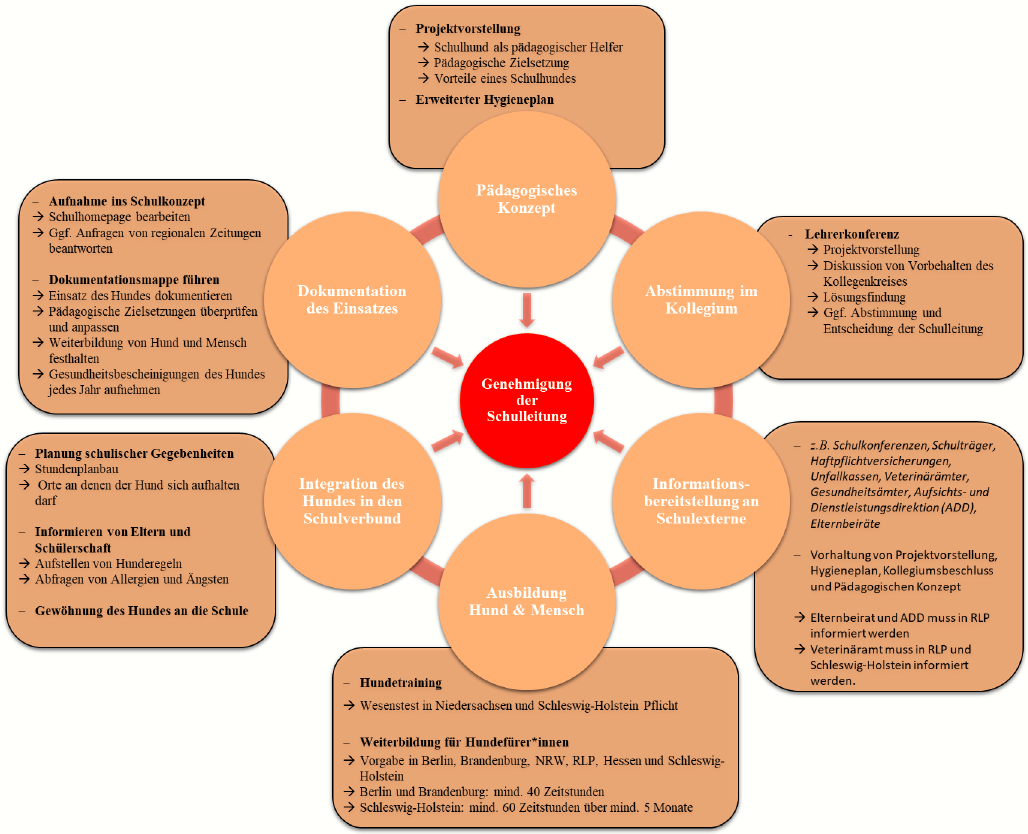 – Projektvorstellung
→ Schulhund als pädagogischer Helfer
→ Pädagogische Zielsetzung
→ Vorteile eines Schulhundes
– Erweiterter Hygieneplan
Pädagogisches
Konzept
– Aufnahme ins Schulkonzept
→ Schulhomepage bearbeiten
→ Ggf. Anfragen von regionalen Zeitungen
beantworten
– Dokumentationsmappe führen
→ Einsatz des Hundes dokumentieren
→ Pädagogische Zielsetzungen überprüfen
und anpassen
→ Weiterbildung von Hund und Mensch
festhalten
→ Gesundheitsbescheinigungen des Hundes
jedes Jahr aufnehmen
Dokumentation
des Einsatzes
Abstimmung im
Kollegium
- Lehrerkonferenz
→ Projektvorstellung
→ Diskussion von Vorbehalten des
Kollegenkreises
→ Lösungsfindung
→ Ggf. Abstimmung und
Entscheidung der Schulleitung
Genehmigung
der
Schulleitung
– Planung schulischer Gegebenheiten
→ Stundenplanbau
→ Orte an denen der Hund sich aufhalten
darf
– Informieren von Eltern und
Schülerschaft
→ Aufstellen von Hunderegeln
→ Abfragen von Allergien und Ängsten
– Gewöhnung des Hundes an die Schule
Integration des
Hundes in den
Schulverbund
Informations-
bereitstellung an
Schulexterne
– z.B. Schulkonferenzen, Schulträger,
Haftpflichtversicherungen,
Unfallkassen, Veterinärämter,
Gesundheitsämter, Aufsichts- und
Dienstleistungsdirektion (ADD),
Elternbeiräte
– Vorhaltung von Projektvorstellung,
Hygieneplan, Kollegiumsbeschluss
und Pädagogischen Konzept
→ Elternbeirat und ADD muss in RLP
informiert werden
→ Veterinäramt muss in RLP und
Schleswig-Holstein informiert
werden.
Ausbildung
Hund & Mensch
– Hundetraining
→ Wesenstest in Niedersachsen und Schleswig-Holstein Pflicht
– Weiterbildung für Hundefürer*innen
→ Vorgabe in Berlin, Brandenburg, NRW, RLP, Hessen und Schleswig-
Holstein
→ Berlin und Brandenburg: mind. 40 Zeitstunden
→ Schleswig-Holstein: mind. 60 Zeitstunden über mind. 5 Monate